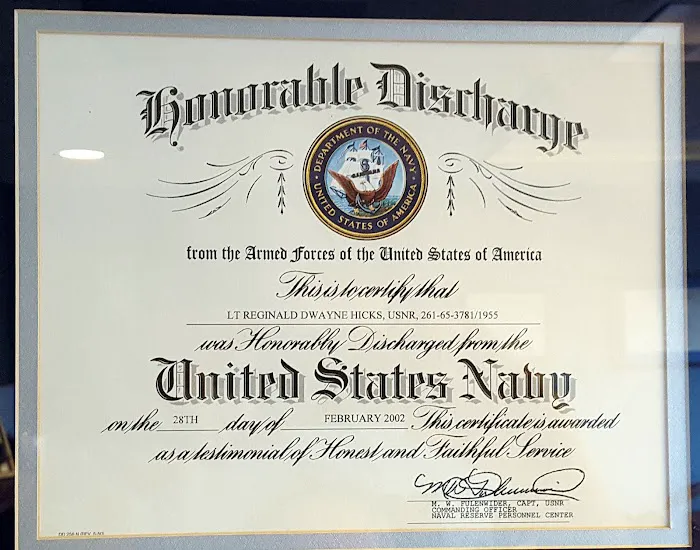 Honorable Discharge
DEPARTMENT OF THE NAVY
UNITED STATES OF AMERICA
from the Armed Forces of the United States of America
This is to certify that
LT REGINALD DWAYNE HICKS, USNR, 261-65-3781/1955
was Honorably Discharged from the
United States Navy
on the 28TH day of FEBRUARY 2002 This certificate is awarded
as a testimonial of Honest and Faithful Service
M. W. FULENWIDER, CAPT, USNR
COMMANDING OFFICER
NAVAL RESERVE PERSONNEL CENTER